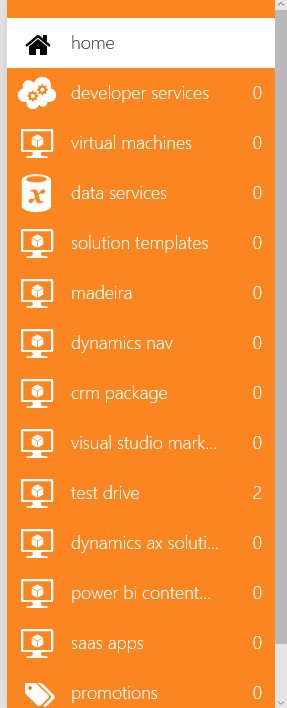 home
developer services 0
virtual machines 0
data services 0
solution templates 0
madeira 0
dynamics nav 0
crm package 0
visual studio mark... 0
test drive 2
dynamics ax soluti... 0
power bi content... 0
saas apps 0
promotions 0